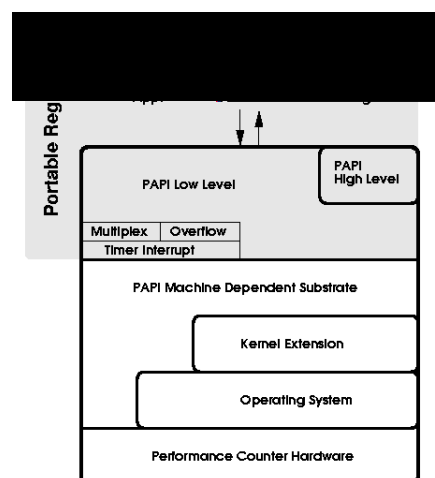 Portable Reg
PAPI Low Level
PAPI
High Level
Multiplex
Overflow
Timer Interrupt
PAPI Machine Dependent Substrate
Kernel Extension
Operating System
Performance Counter Hardware